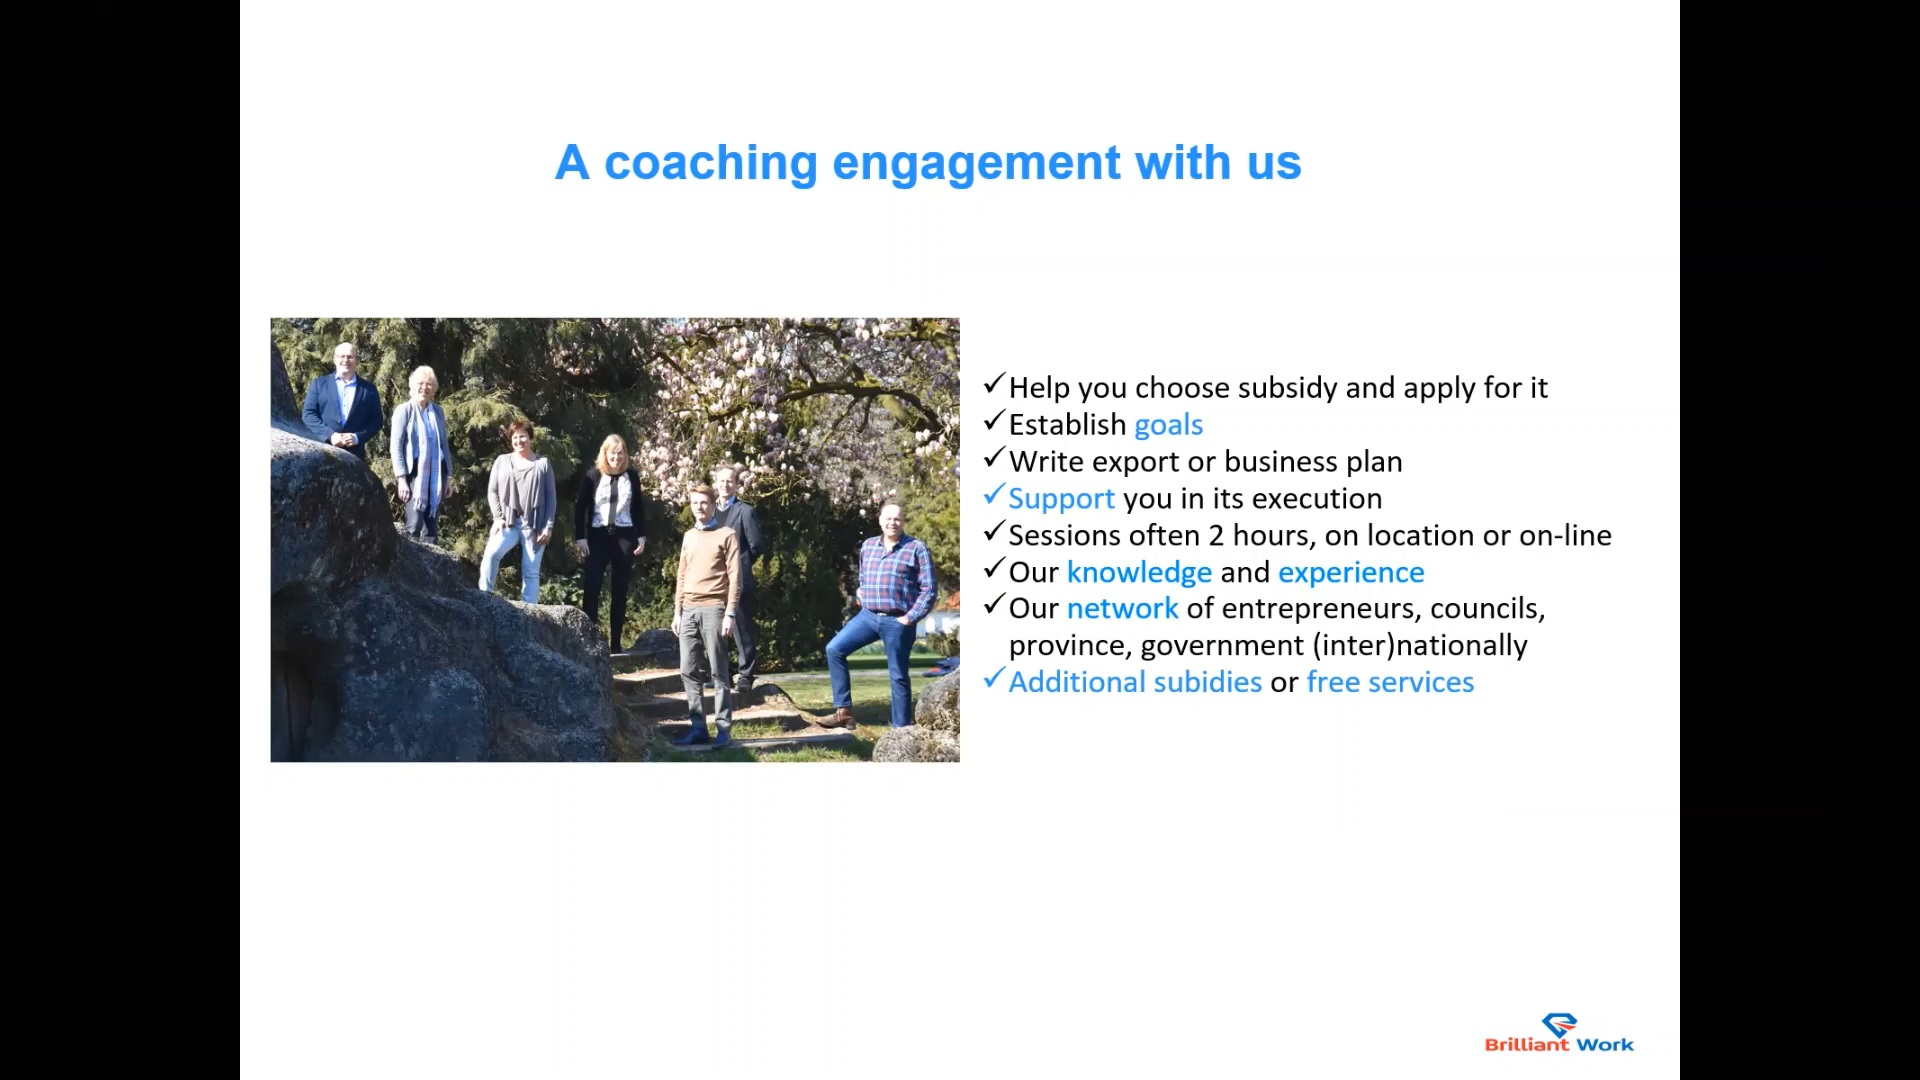 A coaching engagement with us
✓Help you choose subsidy and apply for it
✓Establish goals
✓Write export or business plan
✓Support you in its execution
✓Sessions often 2 hours, on location or on-line
✓Our knowledge and experience
✓Our network of entrepreneurs, councils,
province, government (inter)nationally
✓Additional subidies or free services
Brilliant Work